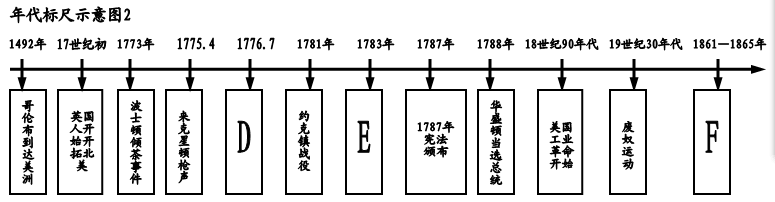 年代标尺示意图2
1492年 17世纪初 1773年 1775.4 1776.7 1781年 1783年 1787年 1788年 18世纪90年代 19世纪30年代 1861—1865年
哥伦布到达美洲
英国
人开
始开
拓北
美
波士顿倾茶事件
来克星顿枪声
D
约克镇战役
E
1787年
宪法
颁布
华盛顿当选总统
美国
工业
革命
开始
废奴运动
F